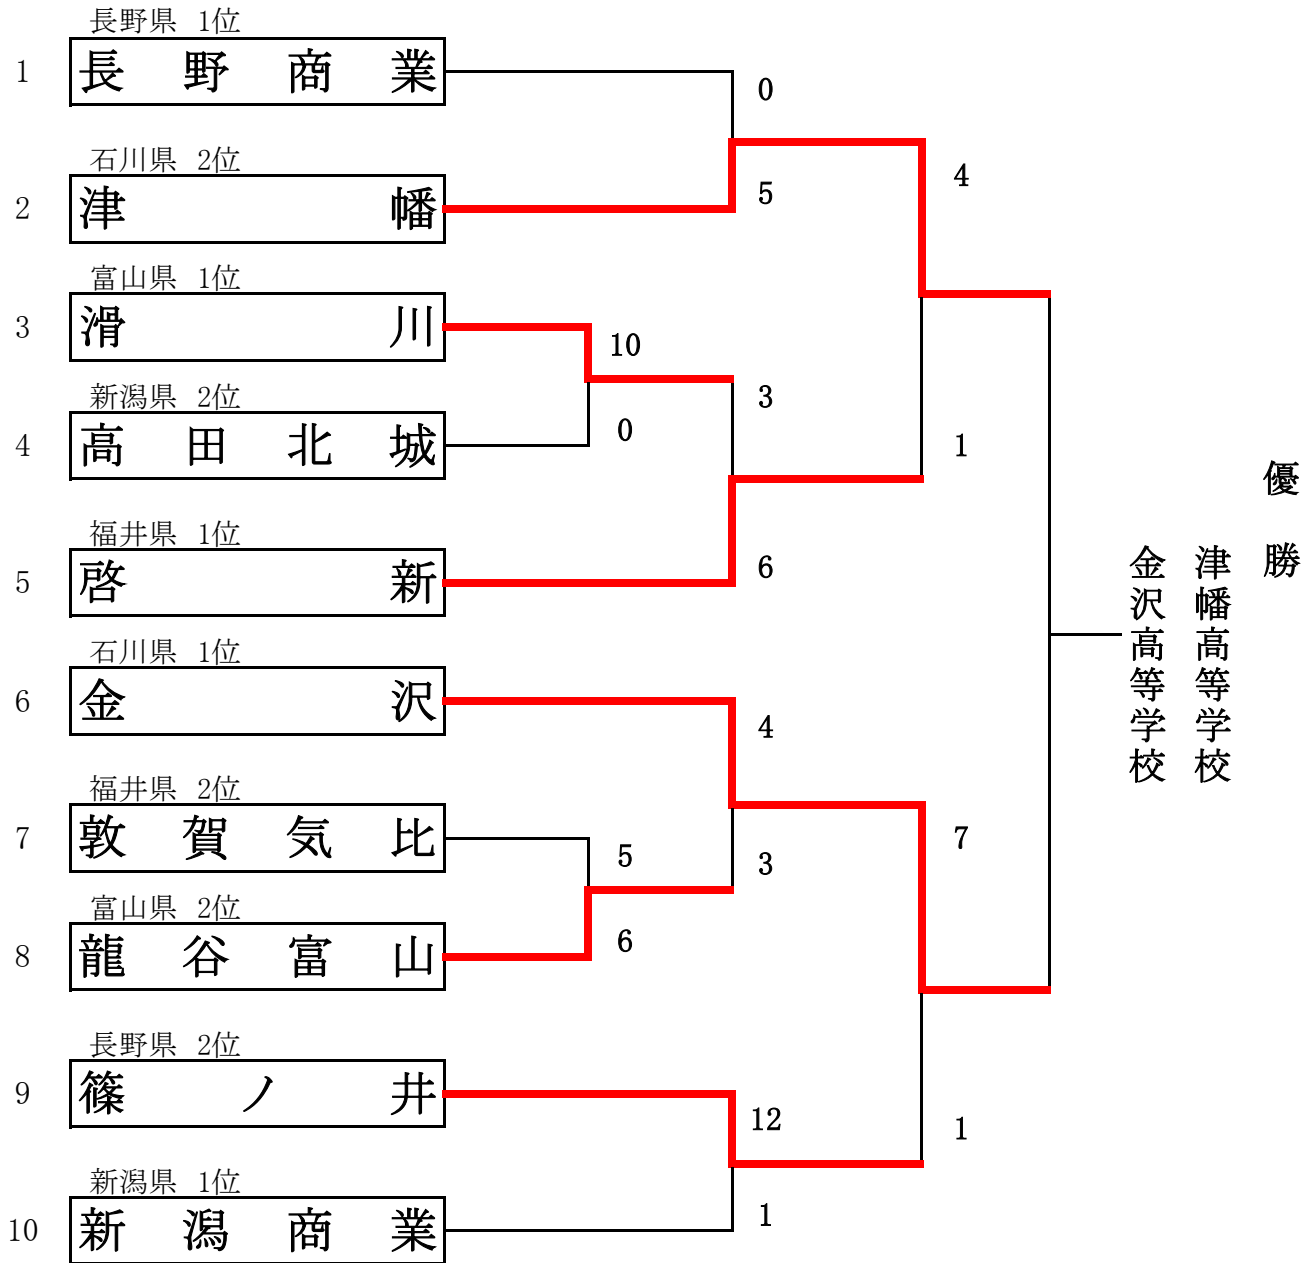 長野県 1位
1 長野商業
0
石川県 2位
2 津幡
5
4
富山県 1位
3 滑川
10
3
新潟県 2位
4 高田北城
0
1
福井県 1位
5 啓新
6
石川県 1位
6 金沢
4
福井県 2位
7 敦賀気比
5
3
7
富山県 2位
8 龍谷富山
6
長野県 2位
9 篠ノ井
12
1
新潟県 1位
10 新潟商業
1
優勝
津幡高等学校
金沢高等学校